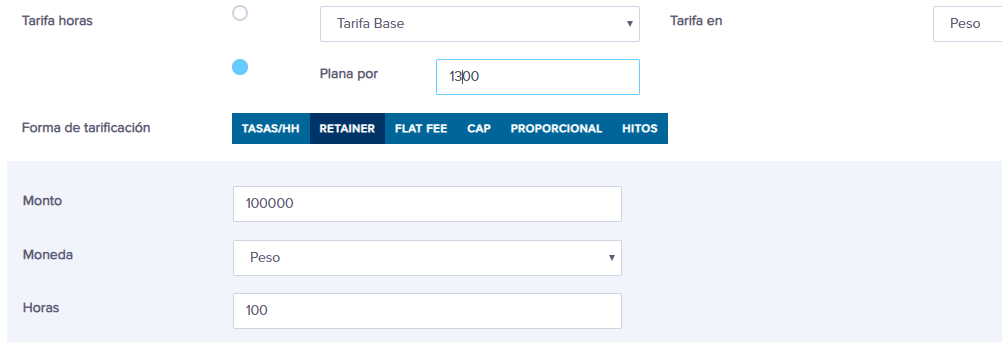 Tarifa horas
Tarifa Base
Tarifa en
Peso
Plana por
1300
Forma de tarificación
TASAS/HH RETAINER FLAT FEE CAP PROPORCIONAL HITOS
Monto
100000
Moneda
Peso
Horas
100